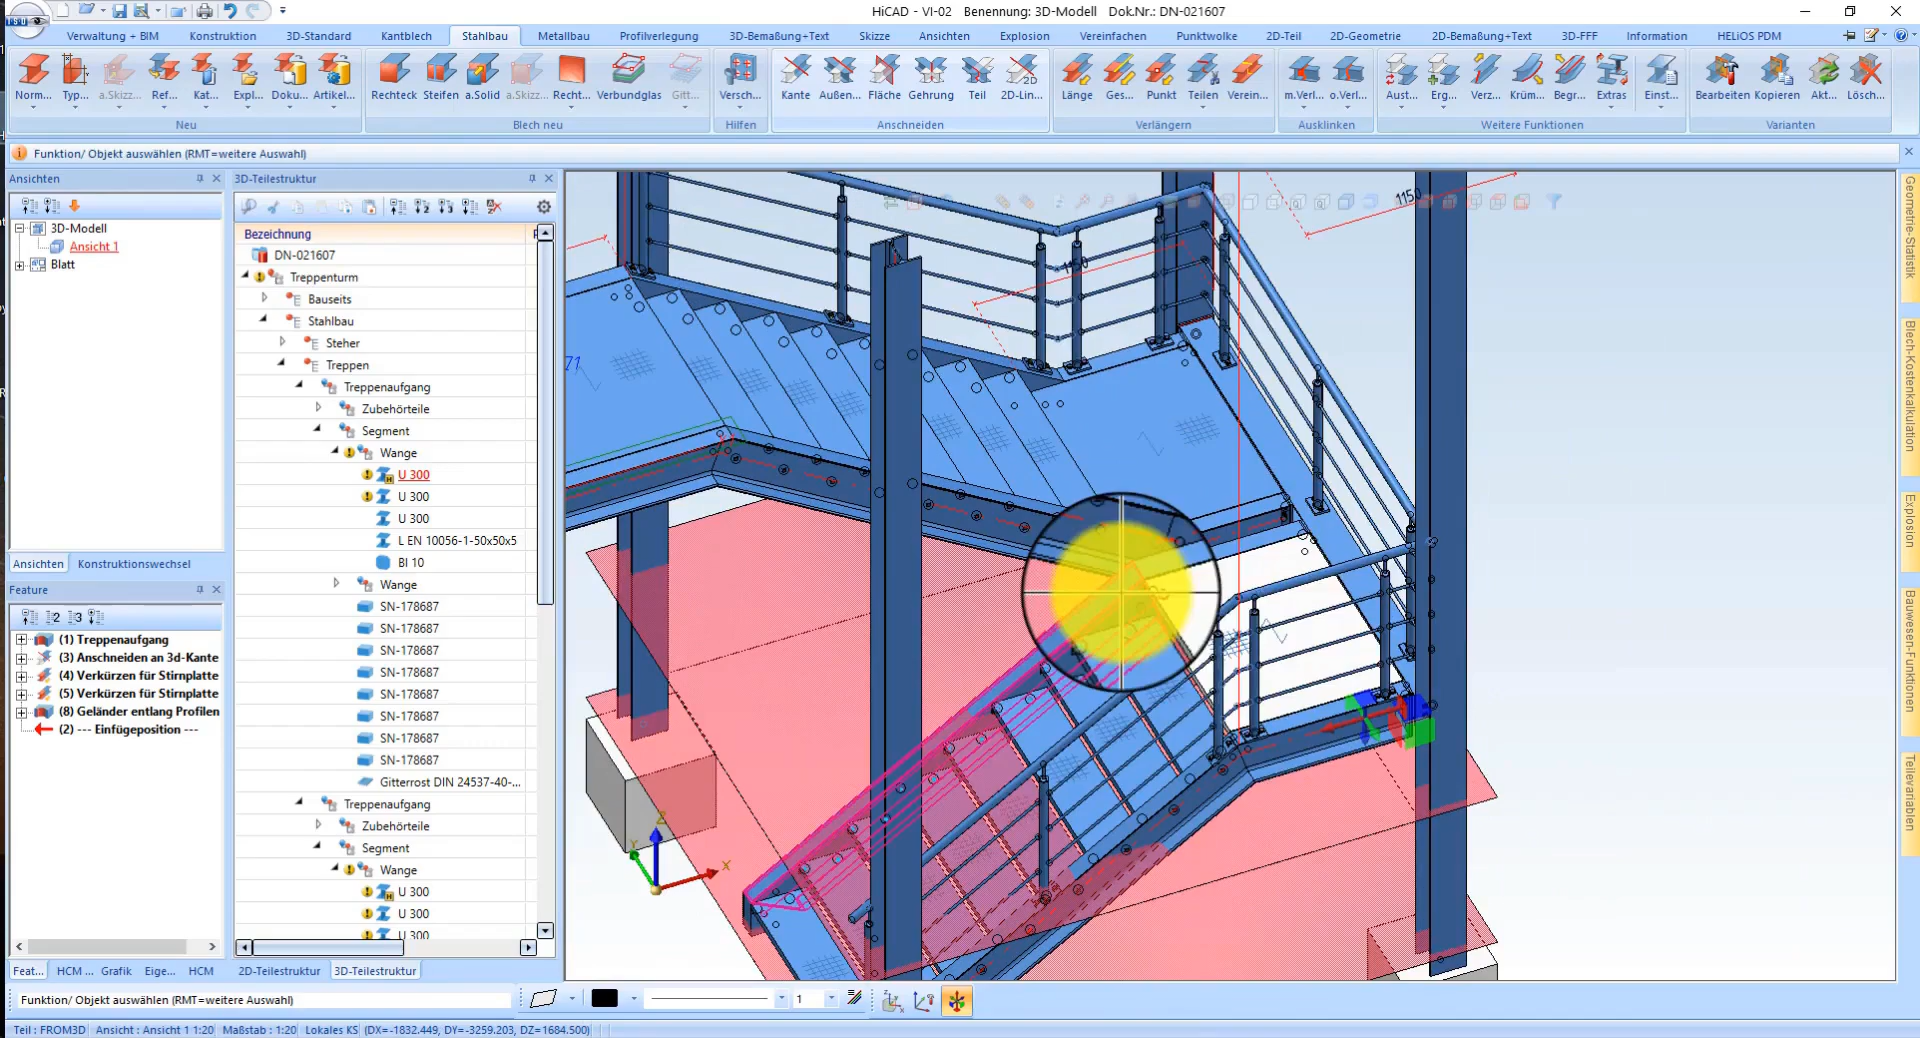 HiCAD - VI-02 Benennung: 3D-Modell Dok.Nr.: DN-021607
ISD
Verwaltung + BIM Konstruktion 3D-Standard Kantblech Stahlbau Metallbau Profilverlegung 3D-Bemaßung+Text Skizze Ansichten Explosion Vereinfachen Punktwolke 2D-Teil 2D-Geometrie 2D-Bemaßung+Text 3D-FFF Information HELiOS PDM
Norm... Typ... a.Skizz... Ref... Kat... Expl... Doku... Artikel... Rechteck Steifen a.Solid a.Skizz... Recht... Verbundglas Gitt... Versch... Kante Außen... Fläche Gehrung Teil 2D-Lin... Länge Ges... Punkt Teilen Verein... m.Verl... o.Verl... Aust... Erg... Verz... Krüm... Begr... Extras Einst... Bearbeiten Kopieren Akt... Lösch...
Neu Blech neu Hilfen Anschneiden Verlängern Ausklinken Weitere Funktionen Varianten
Funktion/ Objekt auswählen (RMT=weitere Auswahl)
Ansichten
3D-Modell
Ansicht 1
Blatt
Ansichten Konstruktionswechsel
Feature
(1) Treppenaufgang
(3) Anschneiden an 3d-Kante
(4) Verkürzen für Stirnplatte
(5) Verkürzen für Stirnplatte
(8) Geländer entlang Profilen
(2) --- Einfügeposition ---
Feat... HCM ... Grafik Eige... HCM
3D-Teilestruktur
Bezeichnung
DN-021607
Treppenturm
Bauseits
Stahlbau
Steher
Treppen
Treppenaufgang
Zubehörteile
Segment
Wange
U 300
U 300
U 300
L EN 10056-1-50x50x5
Bl 10
Wange
SN-178687
SN-178687
SN-178687
SN-178687
SN-178687
SN-178687
SN-178687
SN-178687
Gitterrost DIN 24537-40-...
Treppenaufgang
Zubehörteile
Segment
Wange
U 300
U 300
U 300
2D-Teilestruktur 3D-Teilestruktur
1150
71
Z
Y
X
Geometrie-Statistik
Blech-Kostenkalkulation
Explosion
Bauwesen-Funktionen
Teilevariablen
Funktion/ Objekt auswählen (RMT=weitere Auswahl)
1
Teil : FROM3D Ansicht : Ansicht 1 1:20 Maßstab : 1:20 Lokales KS (DX=-1832.449, DY=-3259.203, DZ=1684.500)